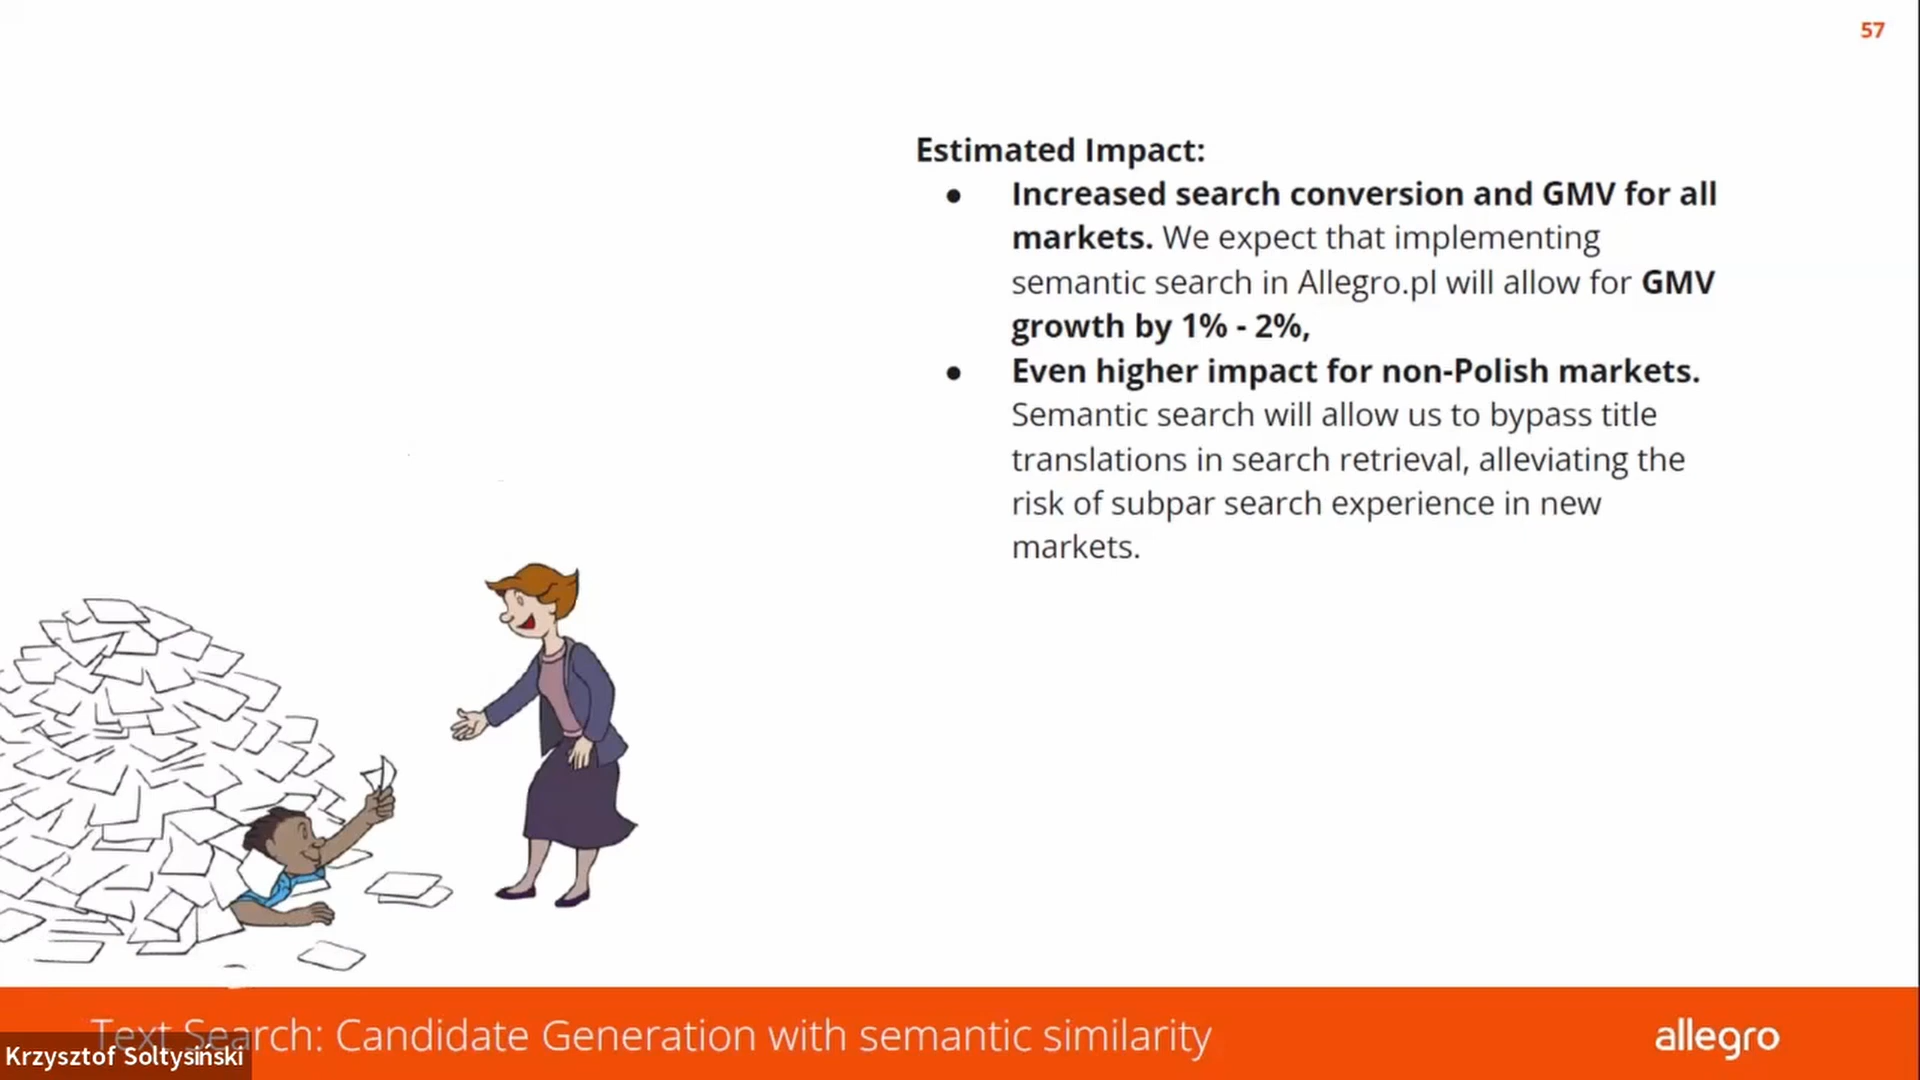 57
Estimated Impact:
● Increased search conversion and GMV for all
markets. We expect that implementing
semantic search in Allegro.pl will allow for GMV
growth by 1% - 2%,
● Even higher impact for non-Polish markets.
Semantic search will allow us to bypass title
translations in search retrieval, alleviating the
risk of subpar search experience in new
markets.
Text Search: Candidate Generation with semantic similarity
allegro
Krzysztof Soltysiński